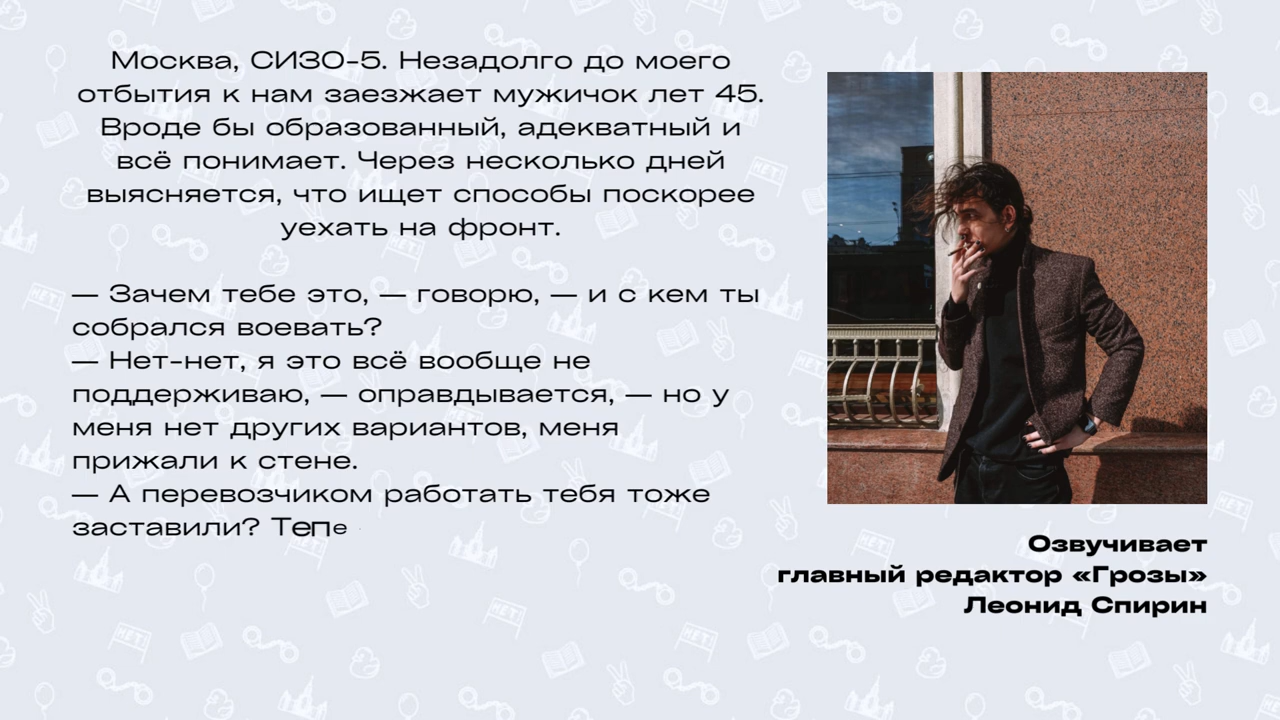 Москва, СИЗО-5. Незадолго до моего
отбытия к нам заезжает мужичок лет 45.
Вроде бы образованный, адекватный и
всё понимает. Через несколько дней
выясняется, что ищет способы поскорее
уехать на фронт.
— Зачем тебе это, — говорю, — и с кем ты
собрался воевать?
— Нет-нет, я это всё вообще не
поддерживаю, — оправдывается, — но у
меня нет других вариантов, меня
прижали к стене.
— А перевозчиком работать тебя тоже
заставили? Тепе
Озвучивает
главный редактор «Грозы»
Леонид Спирин